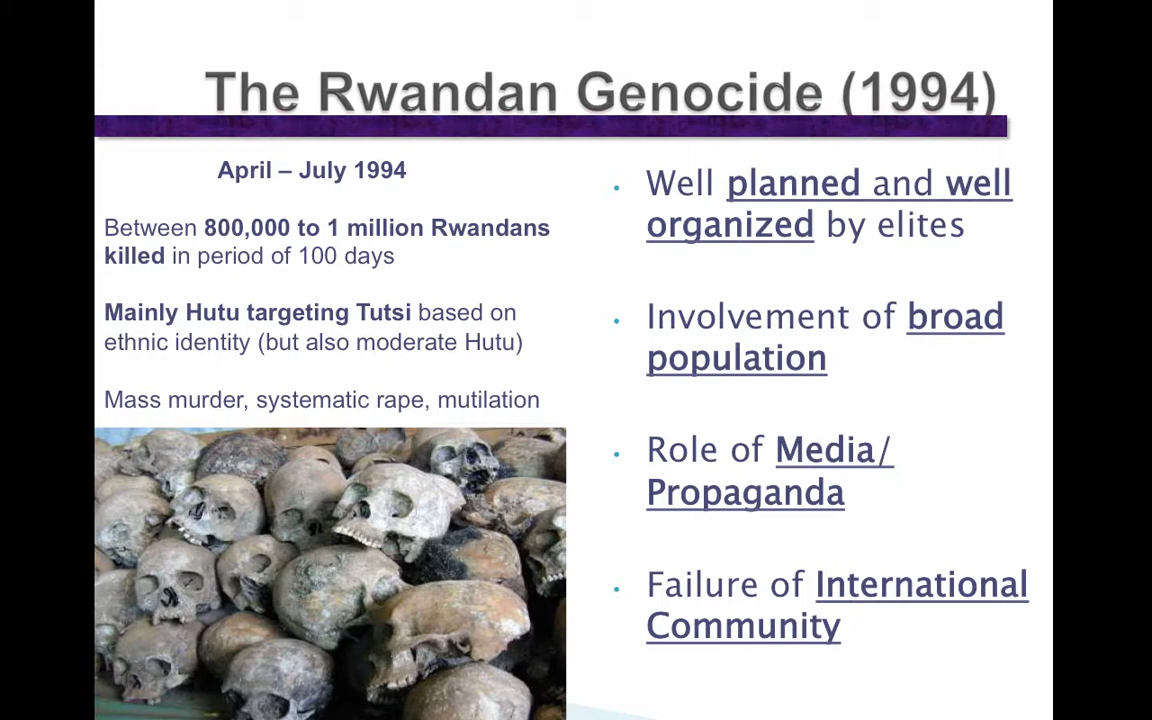 The Rwandan Genocide (1994)
April – July 1994
Between 800,000 to 1 million Rwandans
killed in period of 100 days
Mainly Hutu targeting Tutsi based on
ethnic identity (but also moderate Hutu)
Mass murder, systematic rape, mutilation
• Well planned and well
organized by elites
• Involvement of broad
population
• Role of Media/
Propaganda
• Failure of International
Community